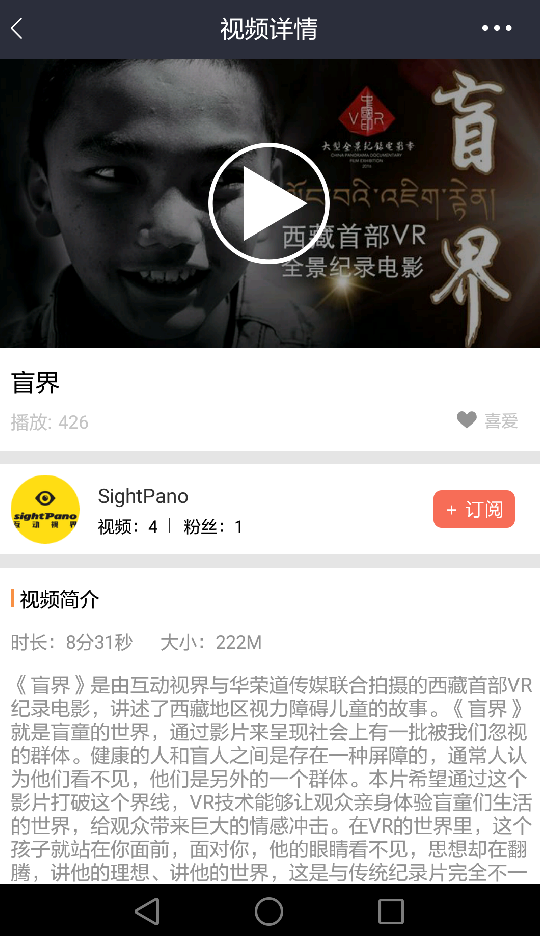 视频详情
盲界
VR
大型全景纪录电影节
CHINA PANORAMA DOCUMENTARY
FILM EXHIBITION
西藏首部VR
全景纪录电影
盲界
播放: 426
喜爱
sightPano
互动视界
SightPano
视频：4 | 粉丝：1
+ 订阅
视频简介
时长：8分31秒 大小：222M
《盲界》是由互动视界与华荣道传媒联合拍摄的西藏首部VR
纪录电影，讲述了西藏地区视力障碍儿童的故事。《盲界》
就是盲童的世界，通过影片来呈现社会上有一批被我们忽视
的群体。健康的人和盲人之间是存在一种屏障的，通常人认
为他们看不见，他们是另外的一个群体。本片希望通过这个
影片打破这个界线，VR技术能够让观众亲身体验盲童们生活
的世界，给观众带来巨大的情感冲击。在VR的世界里，这个
孩子就站在你面前，面对你，他的眼睛看不见，思想却在翻
腾，讲他的理想、讲他的世界，这是与传统纪录片完全不一